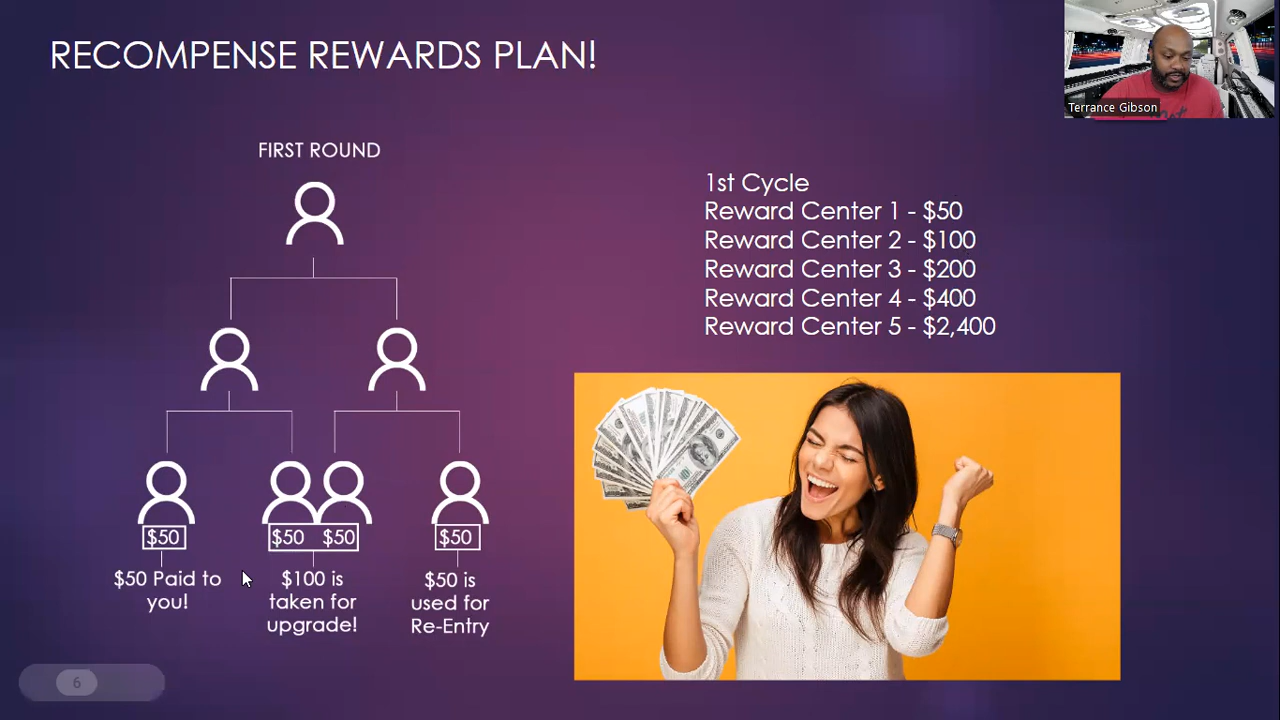 RECOMPENSE REWARDS PLAN!
Terrance Gibson
FIRST ROUND
$50
$50 $50
$50
$50 Paid to
you!
$100 is
taken for
upgrade!
$50 is
used for
Re-Entry
1st Cycle
Reward Center 1 - $50
Reward Center 2 - $100
Reward Center 3 - $200
Reward Center 4 - $400
Reward Center 5 - $2,400
6